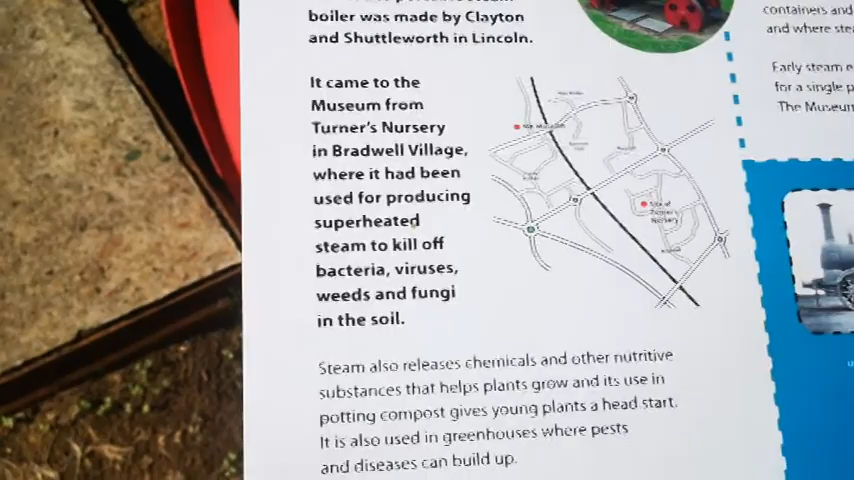 boiler was made by Clayton
and Shuttleworth in Lincoln.
It came to the
Museum from
Turner's Nursery
in Bradwell Village,
where it had been
used for producing
superheated
steam to kill off
bacteria, viruses,
weeds and fungi
in the soil.
Site of
Turner's
Nursery
Steam also releases chemicals and other nutritive
substances that helps plants grow and its use in
potting compost gives young plants a head start.
It is also used in greenhouses where pests
and diseases can build up.
containers and
and where
Early steam
for a single
The Museum